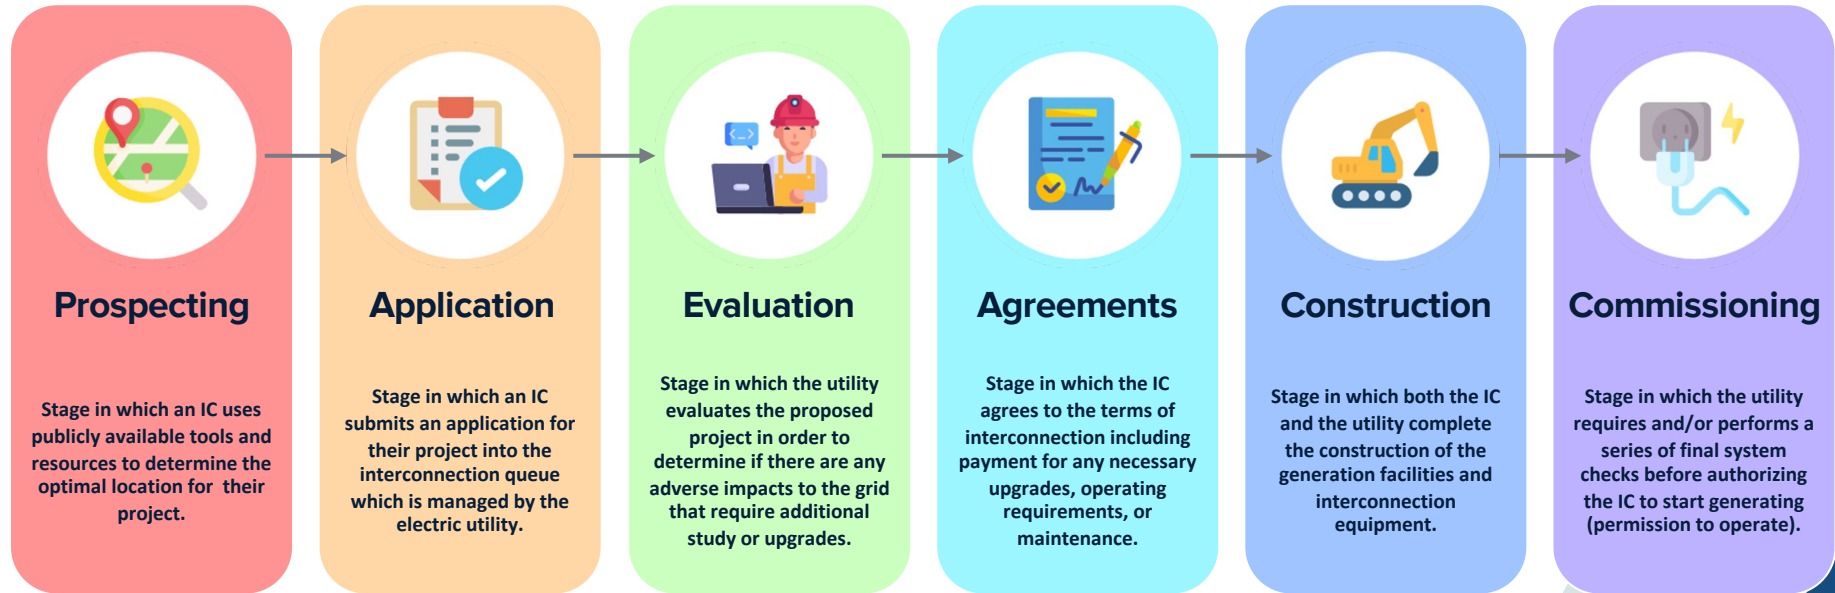 Prospecting
Stage in which an IC uses
publicly available tools and
resources to determine the
optimal location for their
project.
Application
Stage in which an IC
submits an application for
their project into the
interconnection queue
which is managed by the
electric utility.
Evaluation
Stage in which the utility
evaluates the proposed
project in order to
determine if there are any
adverse impacts to the grid
that require additional
study or upgrades.
Agreements
Stage in which the IC
agrees to the terms of
interconnection including
payment for any necessary
upgrades, operating
requirements, or
maintenance.
Construction
Stage in which both the IC
and the utility complete
the construction of the
generation facilities and
interconnection
equipment.
Commissioning
Stage in which the utility
requires and/or performs a
series of final system
checks before authorizing
the IC to start generating
(permission to operate).